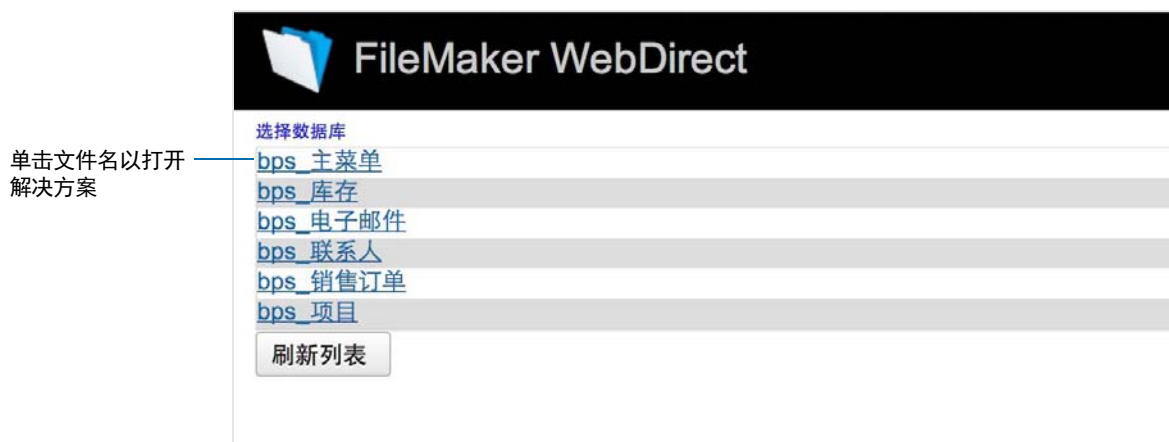 FileMaker WebDirect
选择数据库
单击文件名以打开
解决方案
bps_主菜单
bps_库存
bps_电子邮件
bps_联系人
bps_销售订单
bps_项目
刷新列表